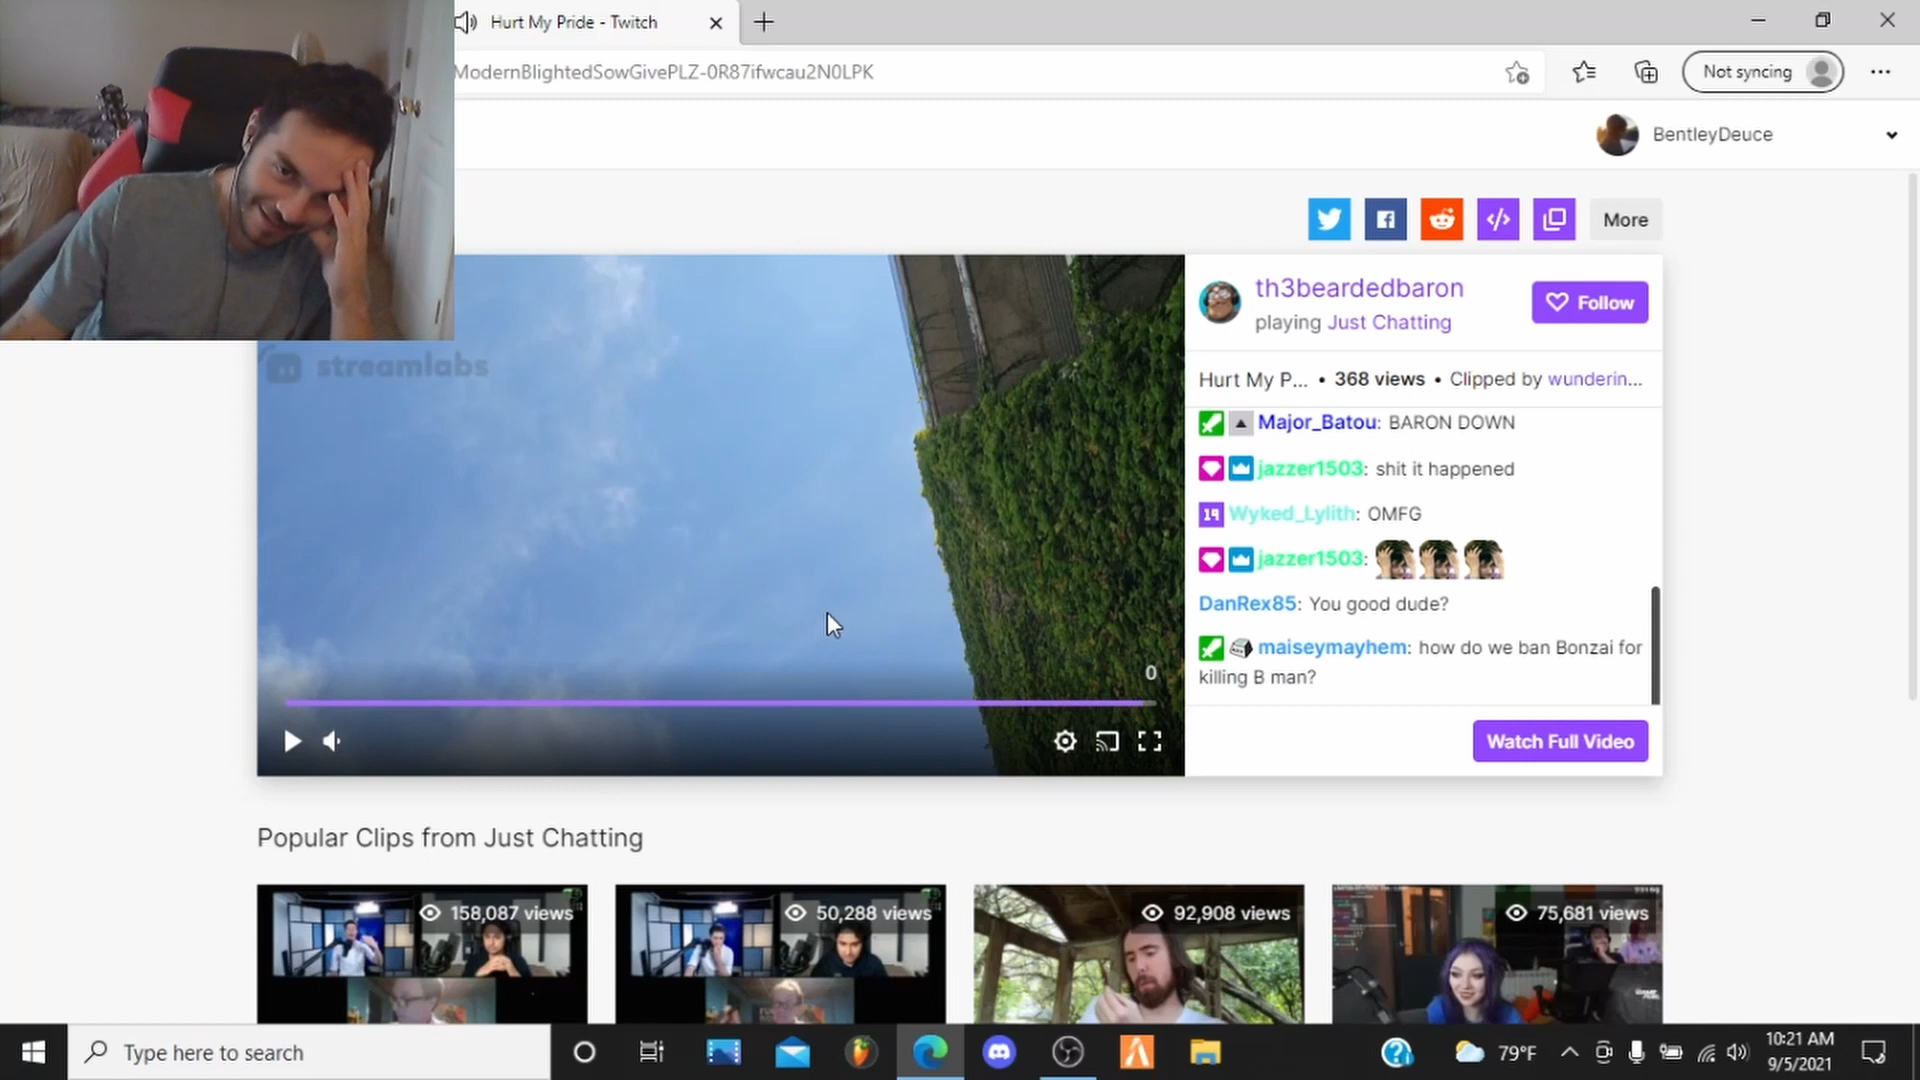 Hurt My Pride - Twitch
ModernBlightedSowGivePLZ-0R87ifwcau2N0LPK
Not syncing
BentleyDeuce
More
streamlabs
th3beardedbaron
playing Just Chatting
Follow
Hurt My P... • 368 views • Clipped by wunderin...
Major_Batou: BARON DOWN
jazzer1503: shit it happened
19 Wyked_Lylith: OMFG
jazzer1503:
DanRex85: You good dude?
maiseymayhem: how do we ban Bonzai for
killing B man?
0
Watch Full Video
Popular Clips from Just Chatting
158,087 views
50,288 views
92,908 views
75,681 views
Type here to search
79°F
10:21 AM
9/5/2021